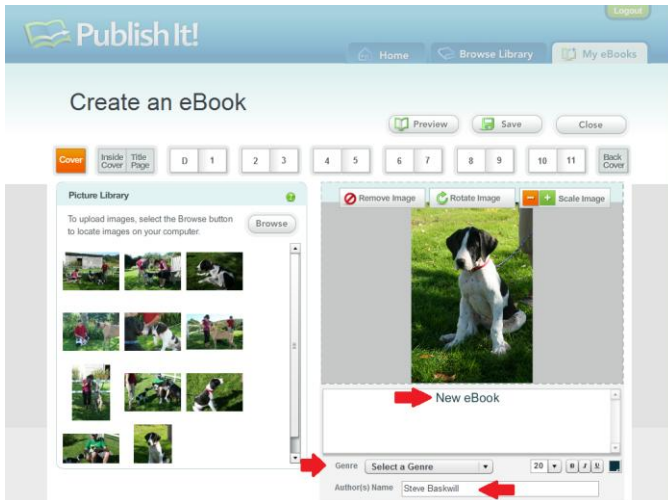 Logout
Publish It!
Home
Browse Library
My eBooks
Create an eBook
Preview
Save
Close
Cover
Inside Cover
Title Page
D 1
2 3
4 5
6 7
8 9
10 11
Back Cover
Picture Library
To upload images, select the Browse button
to locate images on your computer.
Browse
Remove Image
Rotate Image
Scale Image
New eBook
Genre
Select a Genre
20
B I U
Author(s) Name
Steve Baskwill